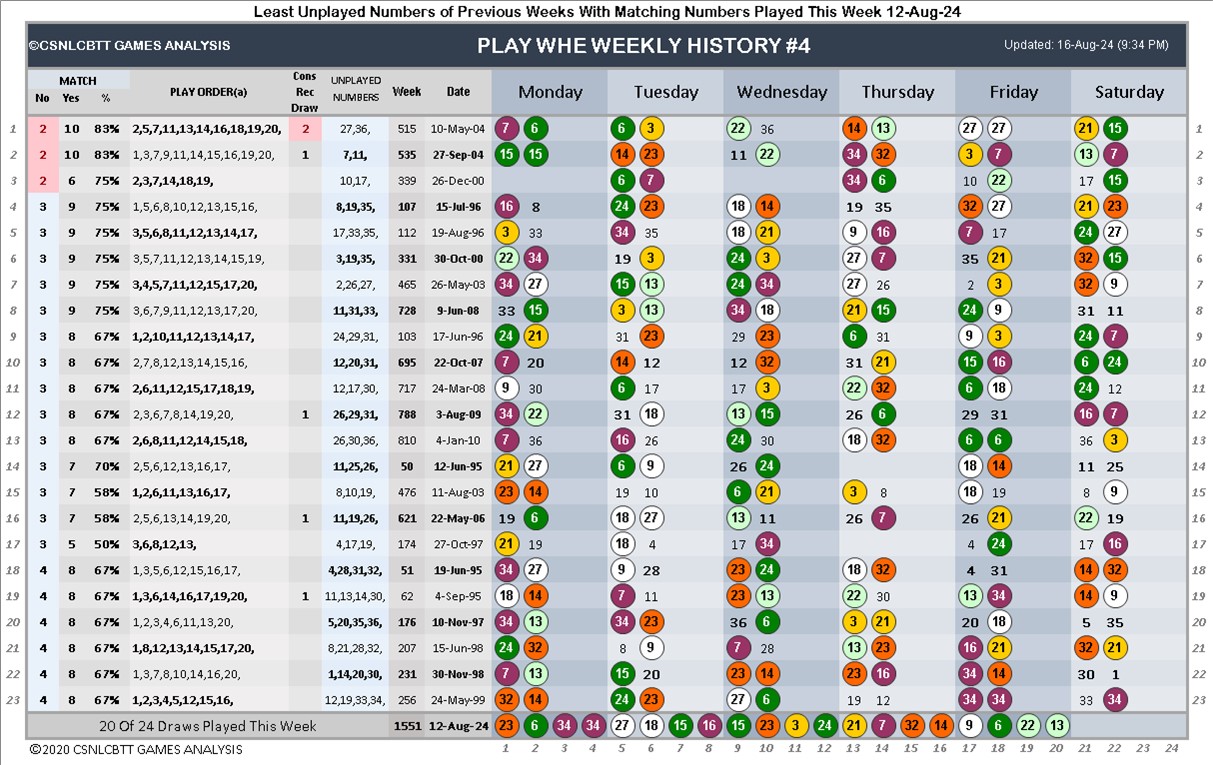 Least Unplayed Numbers of Previous Weeks With Matching Numbers Played This Week 12-Aug-24
©CSNLCBTT GAMES ANALYSIS PLAY WHE WEEKLY HISTORY #4 Updated: 16-Aug-24 (9:34 PM)
MATCH
No Yes % PLAY ORDER(a) Cons Rec Draw UNPLAYED NUMBERS Week Date Monday Tuesday Wednesday Thursday Friday Saturday
1 2 10 83% 2,5,7,11,13,14,16,18,19,20, 2 27,36, 515 10-May-04 7 6 6 3 22 36 14 13 27 27 21 15 1
2 2 10 83% 1,3,7,9,11,14,15,16,19,20, 1 7,11, 535 27-Sep-04 15 15 14 23 11 22 34 32 3 7 13 7 2
3 2 6 75% 2,3,7,14,18,19, 10,17, 339 26-Dec-00 6 7 34 6 10 22 17 15 3
4 3 9 75% 1,5,6,8,10,12,13,15,16, 8,19,35, 107 15-Jul-96 16 8 24 23 18 14 19 35 32 27 21 23 4
5 3 9 75% 3,5,6,8,11,12,13,14,17, 17,33,35, 112 19-Aug-96 3 33 34 35 18 21 9 16 7 17 24 27 5
6 3 9 75% 3,5,7,11,12,13,14,15,19, 3,19,35, 331 30-Oct-00 22 34 19 3 24 3 27 7 35 21 32 15 6
7 3 9 75% 3,4,5,7,11,12,15,17,20, 2,26,27, 465 26-May-03 34 27 15 13 24 34 27 26 2 3 32 9 7
8 3 9 75% 3,6,7,9,11,12,13,17,20, 11,31,33, 728 9-Jun-08 33 15 3 13 34 18 21 15 24 9 31 11 8
9 3 8 67% 1,2,10,11,12,13,14,17, 24,29,31, 103 17-Jun-96 24 21 31 23 29 23 6 31 9 3 24 7 9
10 3 8 67% 2,7,8,12,13,14,15,16, 12,20,31, 695 22-Oct-07 7 20 14 12 12 32 31 21 15 16 6 24 10
11 3 8 67% 2,6,11,12,15,17,18,19, 12,17,30, 717 24-Mar-08 9 30 6 17 17 3 22 32 6 18 24 12 11
12 3 8 67% 2,3,6,7,8,14,19,20, 1 26,29,31, 788 3-Aug-09 34 22 31 18 13 15 26 6 29 31 16 7 12
13 3 8 67% 2,6,8,11,12,14,15,18, 26,30,36, 810 4-Jan-10 7 36 16 26 24 30 18 32 6 6 36 3 13
14 3 7 70% 2,5,6,12,13,16,17, 11,25,26, 50 12-Jun-95 21 27 6 9 26 24 18 14 11 25 14
15 3 7 58% 1,2,6,11,13,16,17, 8,10,19, 476 11-Aug-03 23 14 19 10 6 21 3 8 18 19 8 9 15
16 3 7 58% 2,5,6,13,14,19,20, 1 11,19,26, 621 22-May-06 19 6 18 27 13 11 26 7 26 21 22 19 16
17 3 5 50% 3,6,8,12,13, 4,17,19, 174 27-Oct-97 21 19 18 4 17 34 4 24 17 16 17
18 4 8 67% 1,3,5,6,12,15,16,17, 4,28,31,32, 51 19-Jun-95 34 27 9 28 23 24 18 32 4 31 14 32 18
19 4 8 67% 1,3,6,14,16,17,19,20, 1 11,13,14,30, 62 4-Sep-95 18 14 7 11 23 13 22 30 13 34 14 9 19
20 4 8 67% 1,2,3,4,6,11,13,20, 5,20,35,36, 176 10-Nov-97 34 13 34 23 36 6 3 21 20 18 5 35 20
21 4 8 67% 1,8,12,13,14,15,17,20, 8,21,28,32, 207 15-Jun-98 24 32 8 9 7 28 13 23 16 21 32 21 21
22 4 8 67% 1,3,7,8,10,14,16,20, 1,14,20,30, 231 30-Nov-98 7 13 15 20 23 14 23 16 34 14 30 1 22
23 4 8 67% 1,2,3,4,5,12,15,16, 12,19,33,34, 256 24-May-99 32 14 24 23 27 6 19 12 34 34 33 34 23
20 Of 24 Draws Played This Week 1551 12-Aug-24 23 6 34 34 27 18 15 16 15 23 3 24 21 7 32 14 9 6 22 13
©2020 CSNLCBTT GAMES ANALYSIS 1 2 3 4 5 6 7 8 9 10 11 12 13 14 15 16 17 18 19 20 21 22 23 24